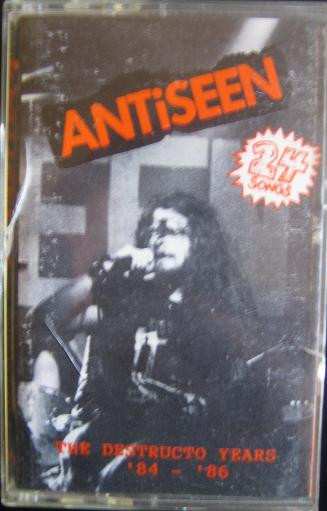 ANTiSEEN
24
SONGS
THE DESTRUCTO YEARS
'84 - '86